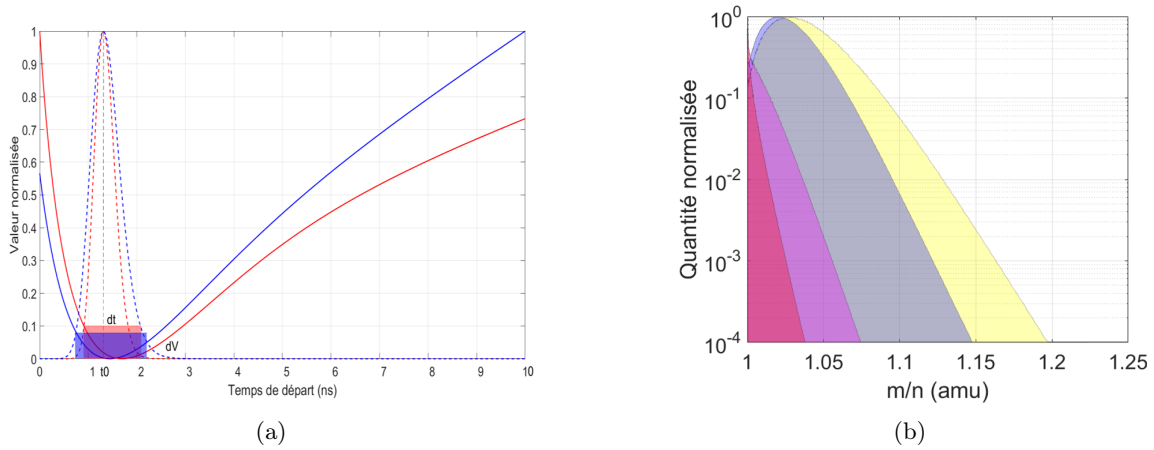 1
0.9
0.8
0.7
0.6
0.5
0.4
0.3
0.2
0.1
0
Valeur normalisée
dt
dV
0 1 t0 2 3 4 5 6 7 8 9 10
Temps de départ (ns)
(a)
10^0
10^-1
10^-2
10^-3
10^-4
Quantité normalisée
1 1.05 1.1 1.15 1.2 1.25
m/n (amu)
(b)